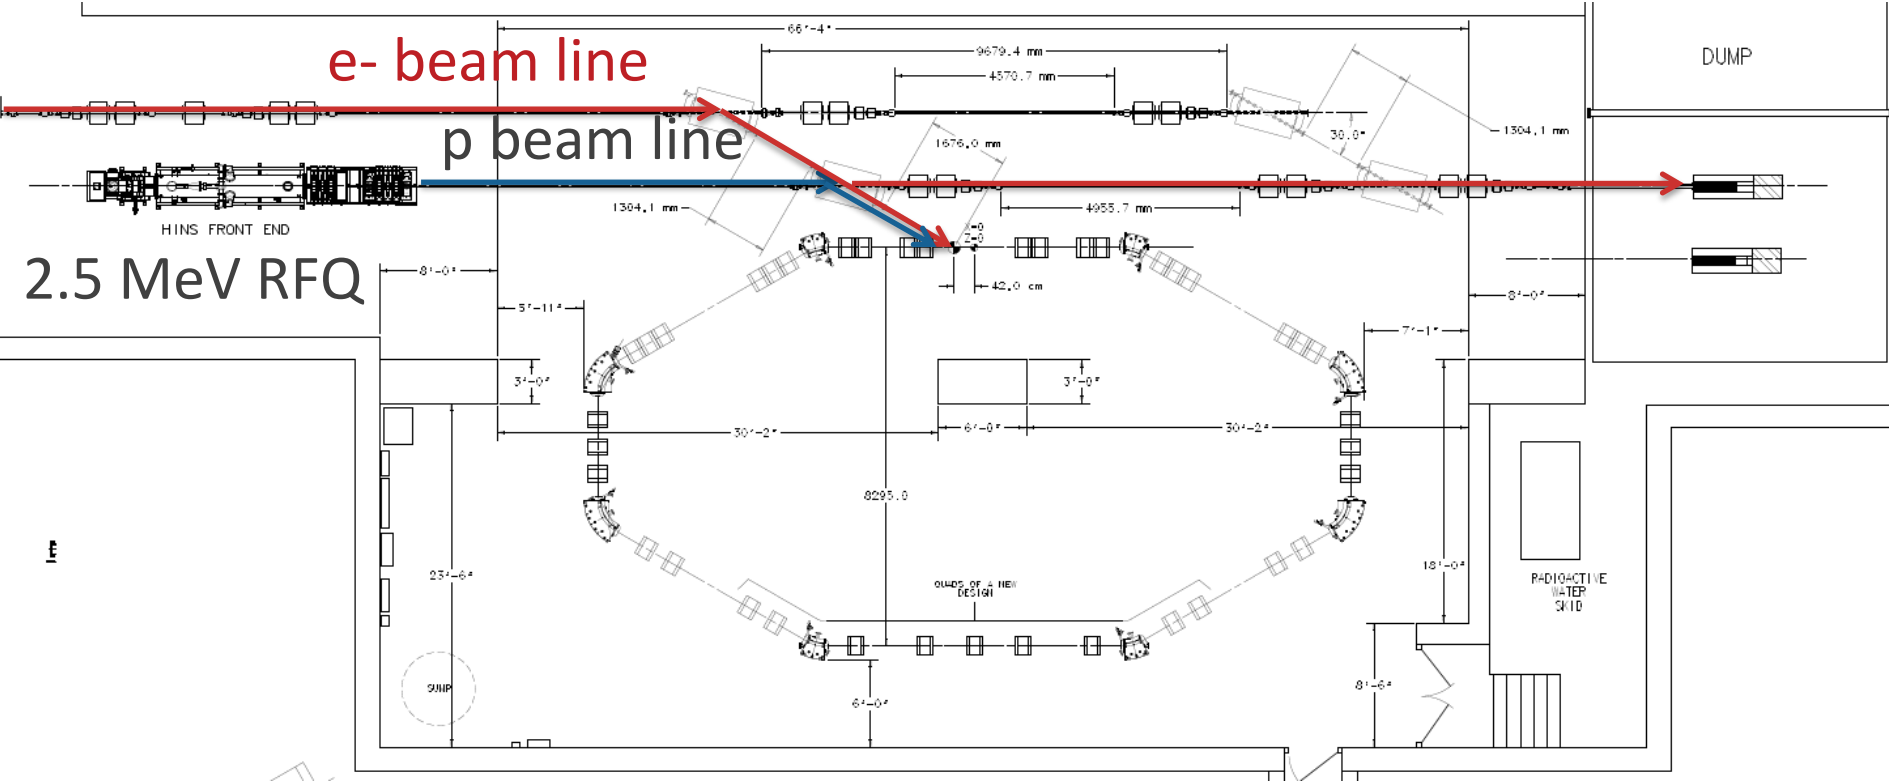 66'-4"
e- beam line
9679.4 mm
DUMP
4570.7 mm
30.0°
1304.1 mm
p beam line
1676.0 mm
1304.1 mm
4955.7 mm
HINS FRONT END
2.5 MeV RFQ
8'-0"
42.0 cm
8'-0"
7'-1"
3'-0"
3'-0"
30'-2"
6'-0"
30'-2"
8295.0
23'-6"
QUADS OF A NEW
DESIGN
18'-0"
RADIOACTIVE
WATER
SKID
SUMP
6'-0"
8'-6"